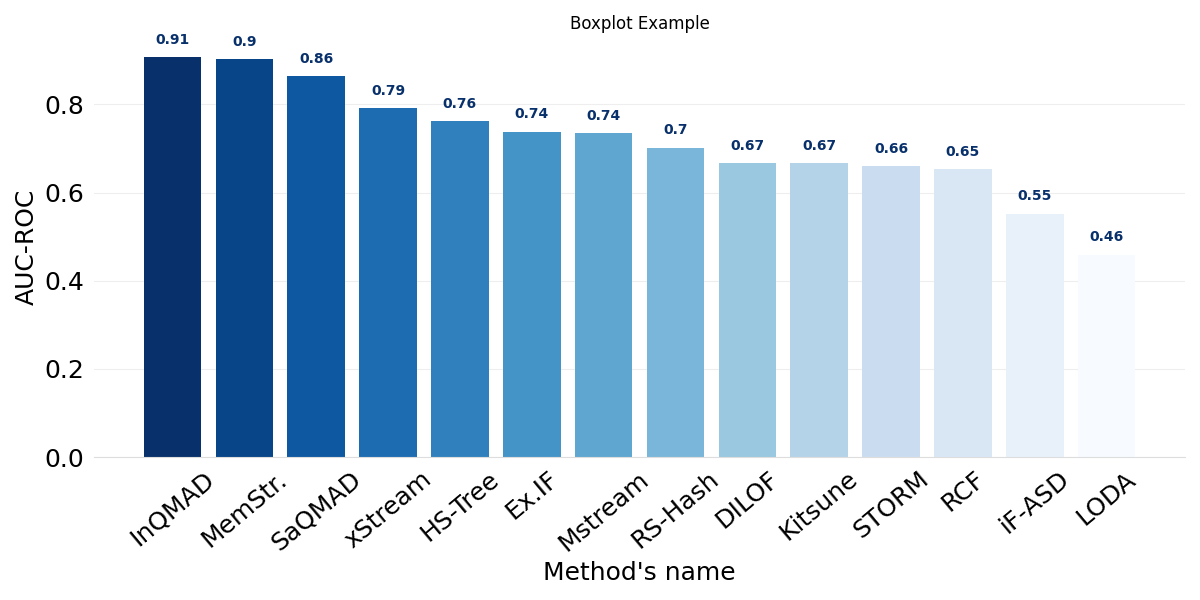 Boxplot Example
0.91
0.9
0.86
0.79
0.76
0.74
0.74
0.7
0.67
0.67
0.66
0.65
0.55
0.46
0.8
0.6
0.4
0.2
0.0
AUC-ROC
InQMAD
MemStr.
SaQMAD
xStream
HS-Tree
Ex.IF
Mstream
RS-Hash
DILOF
Kitsune
STORM
RCF
iF-ASD
LODA
Method's name